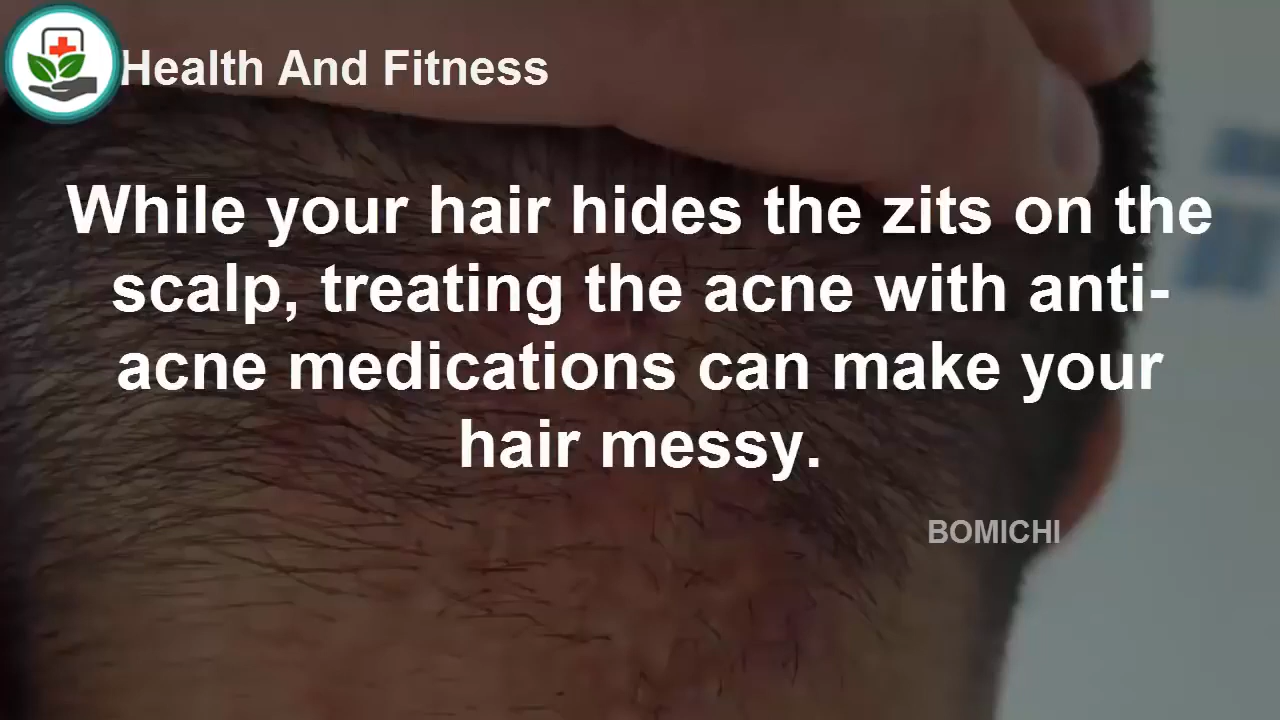 Health And Fitness
While your hair hides the zits on the
scalp, treating the acne with anti-
acne medications can make your
hair messy.
BOMICHI